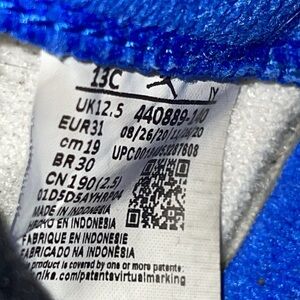 13C IY
UK12.5 440889-140
EUR31 08/26/20
cm19
BR30
CN190(2.5)
MADE IN INDONESIA
HECHO EN INDONESIA
FABRIQUE EN INDONESIE
FABRICADO NA INDONÉSIA
This product is covered by one or more patents.
nike.com/patentsvirtualmarking